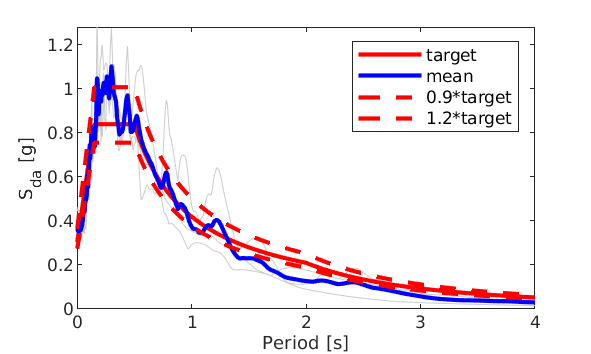 1.2
1
0.8
0.6
0.4
0.2
0
S_da [g]
0 1 2 3 4
Period [s]
target
mean
0.9*target
1.2*target